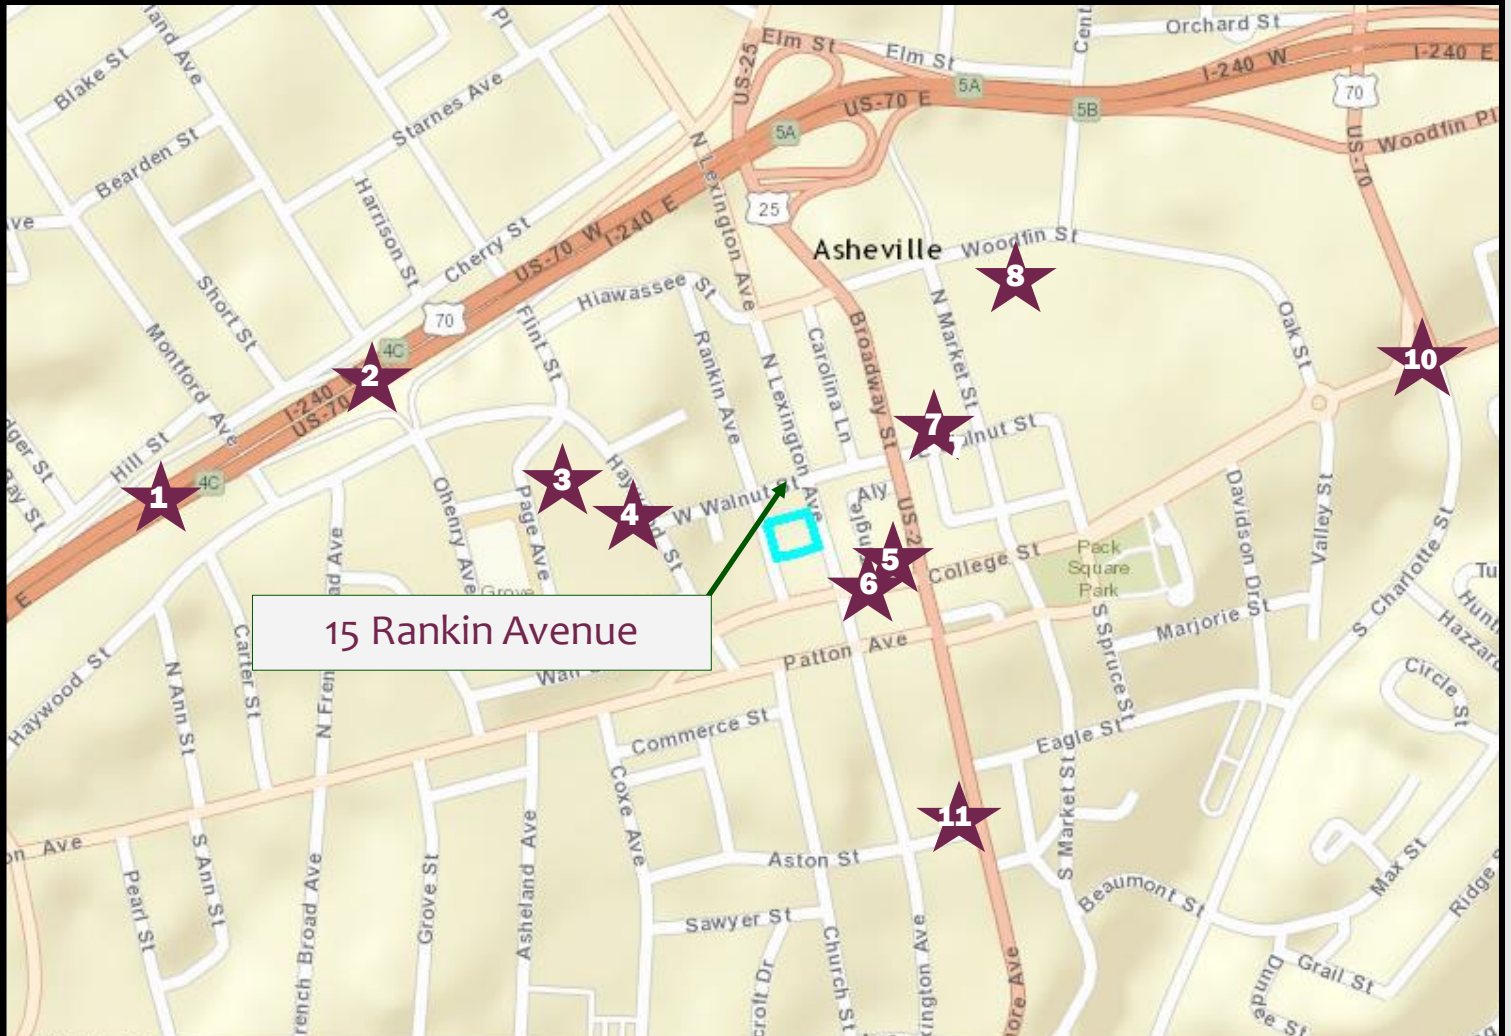 Orchard St
Elm St
Elm St
US-25
I-240 W
I-240 E
Blake St
Starnes Ave
5A
US-70 E
5B
70
Woodfin Pl
5A
US-70
Bearden St
N Lexington Ave
Harrison St
25
Cherry St
US-70 W
I-240 E
Asheville
Woodfin St
8
Short St
Hiawassee St
70
Flint St
N Market St
Oak St
Montford Ave
4C
2
Rankin Ave
N Lexington Ave
Carolina Ln
Broadway St
10
I-240
US-70
7
Hill St
1
4C
3
4
Ohenry Ave
Page Ave
W Walnut St
Aly
Davidson Dr
Valley St
5
6
College St
Pack
Square
Park
S Charlotte St
Grove
15 Rankin Avenue
Marjorie St
S Spruce St
Patton Ave
Haywood St
N Ann St
Carter St
Circle St
Commerce St
Eagle St
Coxe Ave
11
S Market St
Ave
Aston St
S Ann St
Pearl St
Grove St
Asheland Ave
Max St
Beaumont St
Sawyer St
Church St
Grail St